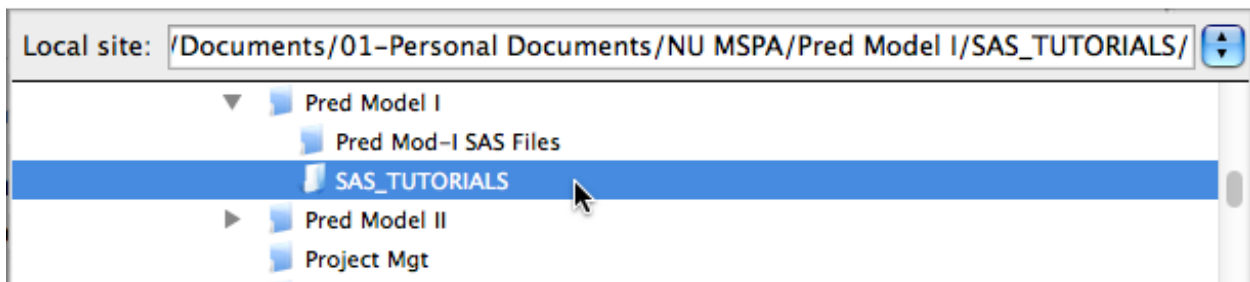 Local site: /Documents/01-Personal Documents/NU MSPA/Pred Model I/SAS_TUTORIALS/
Pred Model I
Pred Mod-I SAS Files
SAS_TUTORIALS
Pred Model II
Project Mgt